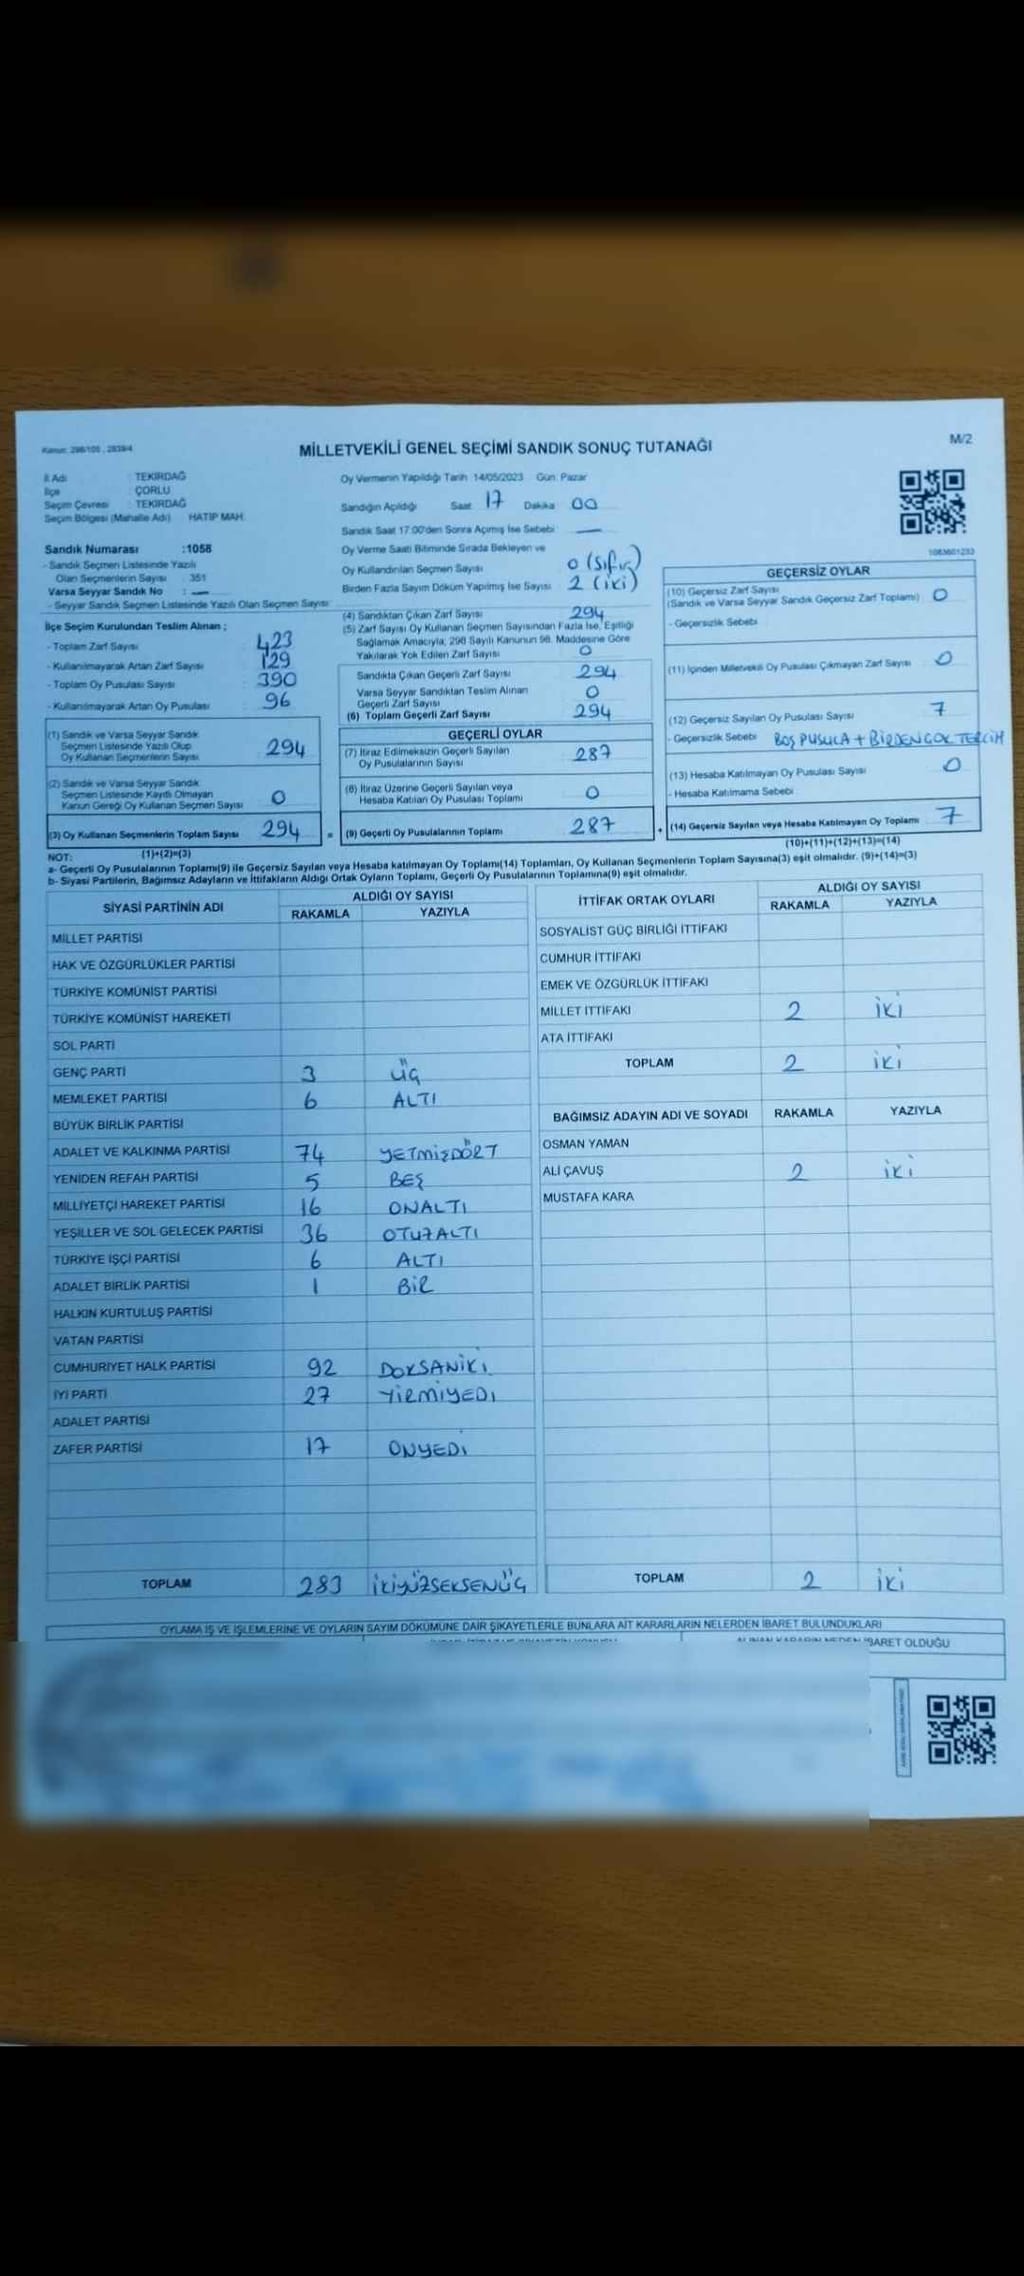 Kanun: 298/105 , 2839/4
MİLLETVEKİLİ GENEL SEÇİMİ SANDIK SONUÇ TUTANAĞI
M/2
İl Adı : TEKİRDAĞ
İlçe : ÇORLU
Seçim Çevresi : TEKİRDAĞ
Seçim Bölgesi (Mahalle Adı) : HATİP MAH.
Sandık Numarası :1058
- Sandık Seçmen Listesinde Yazılı
Olan Seçmenlerin Sayısı : 351
Varsa Seyyar Sandık No : —
- Seyyar Sandık Seçmen Listesinde Yazılı Olan Seçmen Sayısı
İlçe Seçim Kurulundan Teslim Alınan ;
- Toplam Zarf Sayısı : 423
- Kullanılmayarak Artan Zarf Sayısı : 129
- Toplam Oy Pusulası Sayısı : 390
- Kullanılmayarak Artan Oy Pusulası : 96
(1) Sandık ve Varsa Seyyar Sandık
Seçmen Listesinde Yazılı Olup
Oy Kullanan Seçmenlerin Sayısı 294
(2) Sandık ve Varsa Seyyar Sandık
Seçmen Listesinde Kayıtlı Olmayan
Kanun Gereği Oy Kullanan Seçmen Sayısı 0
(3) Oy Kullanan Seçmenlerin Toplam Sayısı 294 =
(1)+(2)=(3)
Oy Vermenin Yapıldığı Tarih :14/05/2023 Gün: Pazar
Sandığın Açıldığı Saat 17 Dakika 00
Sandık Saat 17:00'den Sonra Açılmış İse Sebebi : —
Oy Verme Saati Bitiminde Sırada Bekleyen ve
Oy Kullandırılan Seçmen Sayısı : 0 (Sıfır)
Birden Fazla Sayım Döküm Yapılmış İse Sayısı : 2 (iki)
(4) Sandıktan Çıkan Zarf Sayısı : 294
(5) Zarf Sayısı Oy Kullanan Seçmen Sayısından Fazla İse, Eşitliği
Sağlamak Amacıyla; 298 Sayılı Kanunun 98. Maddesine Göre
Yakılarak Yok Edilen Zarf Sayısı : 0
Sandıkta Çıkan Geçerli Zarf Sayısı 294
Varsa Seyyar Sandıktan Teslim Alınan
Geçerli Zarf Sayısı 0
(6) Toplam Geçerli Zarf Sayısı 294
GEÇERLİ OYLAR
(7) İtiraz Edilmeksizin Geçerli Sayılan
Oy Pusulalarının Sayısı 287
(8) İtiraz Üzerine Geçerli Sayılan veya
Hesaba Katılan Oy Pusulası Toplamı 0
(9) Geçerli Oy Pusulalarının Toplamı 287 +
1083601233
GEÇERSİZ OYLAR
(10) Geçersiz Zarf Sayısı
(Sandık ve Varsa Seyyar Sandık Geçersiz Zarf Toplamı) 0
- Geçersizlik Sebebi
(11) İçinden Milletvekili Oy Pusulası Çıkmayan Zarf Sayısı 0
(12) Geçersiz Sayılan Oy Pusulası Sayısı 7
- Geçersizlik Sebebi BOŞ PUSULA + BİRDEN ÇOK TERCİH
(13) Hesaba Katılmayan Oy Pusulası Sayısı 0
- Hesaba Katılmama Sebebi
(14) Geçersiz Sayılan veya Hesaba Katılmayan Oy Toplamı 7
(10)+(11)+(12)+(13)=(14)
NOT:
a- Geçerli Oy Pusulalarının Toplamı(9) ile Geçersiz Sayılan veya Hesaba katılmayan Oy Toplamı(14) Toplamları, Oy Kullanan Seçmenlerin Toplam Sayısına(3) eşit olmalıdır. (9)+(14)=(3)
b- Siyasi Partilerin, Bağımsız Adayların ve İttifakların Aldığı Ortak Oyların Toplamı, Geçerli Oy Pusulalarının Toplamına(9) eşit olmalıdır.
SİYASİ PARTİNİN ADI ALDIĞI OY SAYISI
RAKAMLA YAZIYLA
MİLLET PARTİSİ
HAK VE ÖZGÜRLÜKLER PARTİSİ
TÜRKİYE KOMÜNİST PARTİSİ
TÜRKİYE KOMÜNİST HAREKETİ
SOL PARTİ
GENÇ PARTİ 3 ÜÇ
MEMLEKET PARTİSİ 6 ALTI
BÜYÜK BİRLİK PARTİSİ
ADALET VE KALKINMA PARTİSİ 74 YETMİŞDÖRT
YENİDEN REFAH PARTİSİ 5 BEŞ
MİLLİYETÇİ HAREKET PARTİSİ 16 ONALTI
YEŞİLLER VE SOL GELECEK PARTİSİ 36 OTUZALTI
TÜRKİYE İŞÇİ PARTİSİ 6 ALTI
ADALET BİRLİK PARTİSİ 1 BİR
HALKIN KURTULUŞ PARTİSİ
VATAN PARTİSİ
CUMHURİYET HALK PARTİSİ 92 DOKSANİKİ
İYİ PARTİ 27 YİRMİYEDİ
ADALET PARTİSİ
ZAFER PARTİSİ 17 ONYEDİ
TOPLAM 283 İKİYÜZSEKSENÜÇ
İTTİFAK ORTAK OYLARI ALDIĞI OY SAYISI
RAKAMLA YAZIYLA
SOSYALİST GÜÇ BİRLİĞİ İTTİFAKI
CUMHUR İTTİFAKI
EMEK VE ÖZGÜRLÜK İTTİFAKI
MİLLET İTTİFAKI 2 İKİ
ATA İTTİFAKI
TOPLAM 2 İKİ
BAĞIMSIZ ADAYIN ADI VE SOYADI RAKAMLA YAZIYLA
OSMAN YAMAN
ALİ ÇAVUŞ 2 İKİ
MUSTAFA KARA
TOPLAM 2 İKİ
OYLAMA İŞ VE İŞLEMLERİNE VE OYLARIN SAYIM DÖKÜMÜNE DAİR ŞİKAYETLERLE BUNLARA AİT KARARLARIN NELERDEN İBARET BULUNDUKLARI
ALINAN KARARIN NEDEN İBARET OLDUĞU